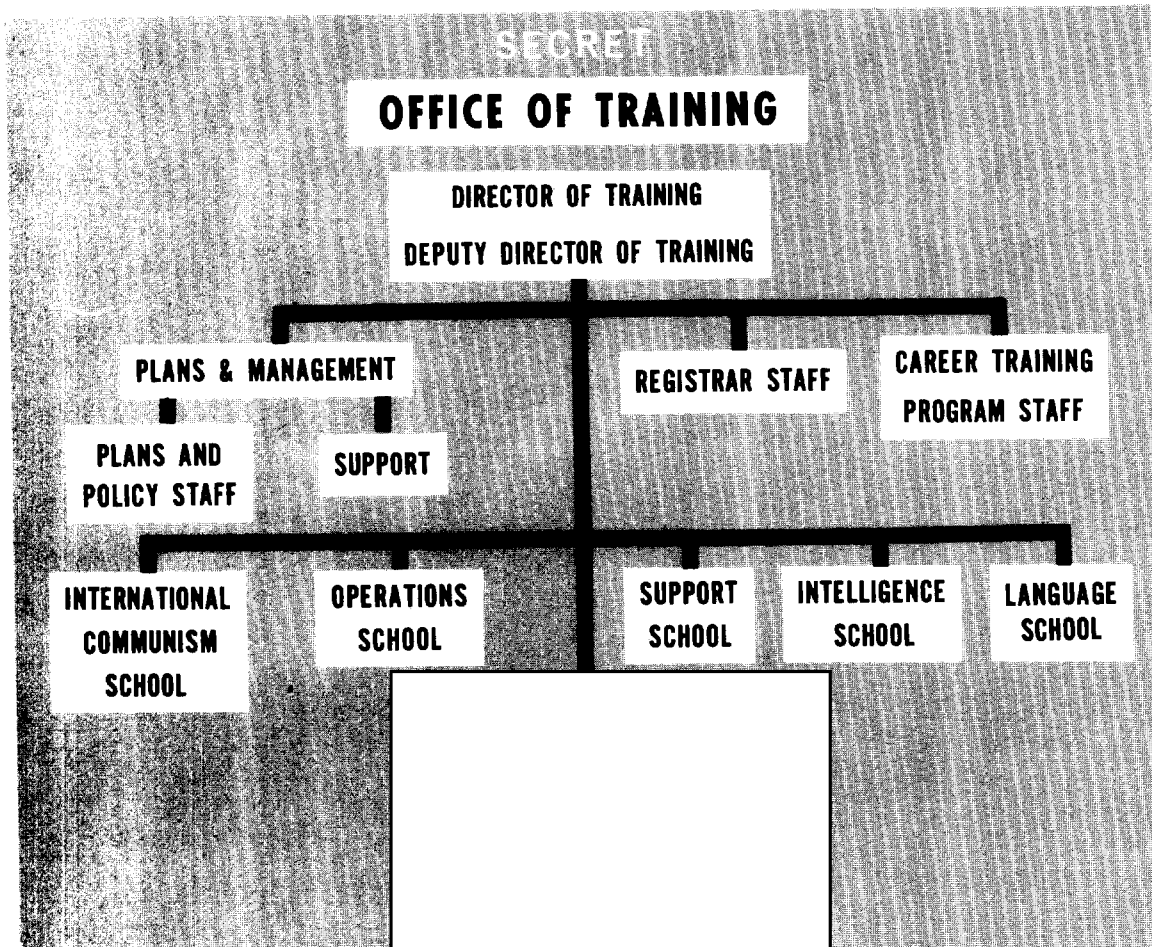 SECRET
OFFICE OF TRAINING
DIRECTOR OF TRAINING
DEPUTY DIRECTOR OF TRAINING
PLANS & MANAGEMENT
REGISTRAR STAFF
CAREER TRAINING
PROGRAM STAFF
PLANS AND
POLICY STAFF
SUPPORT
INTERNATIONAL
COMMUNISM
SCHOOL
OPERATIONS
SCHOOL
SUPPORT
SCHOOL
INTELLIGENCE
SCHOOL
LANGUAGE
SCHOOL